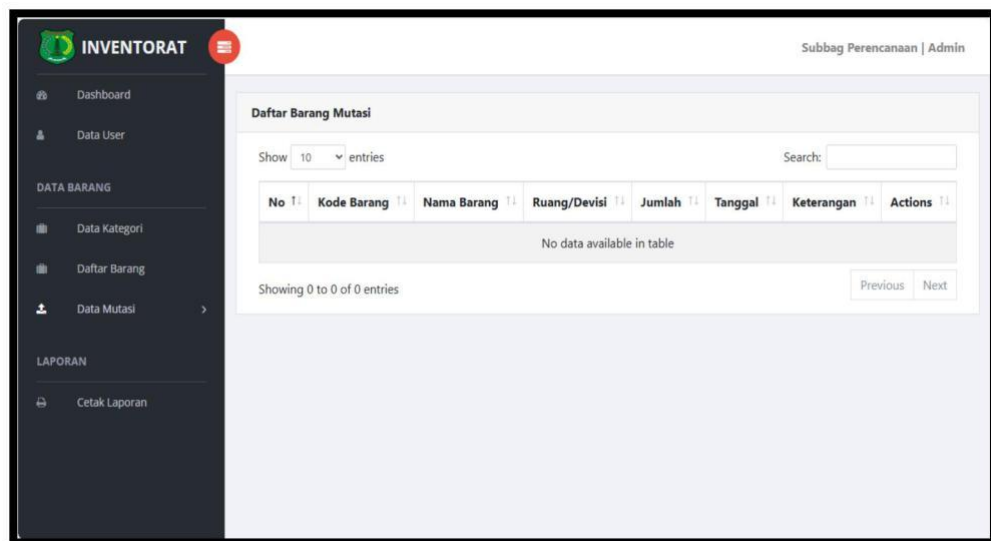 INVENTORAT
Subbag Perencanaan | Admin
Dashboard
Data User
DATA BARANG
Data Kategori
Daftar Barang
Data Mutasi
LAPORAN
Cetak Laporan
Daftar Barang Mutasi
Show 10 entries
Search:
No Kode Barang Nama Barang Ruang/Devisi Jumlah Tanggal Keterangan Actions
No data available in table
Showing 0 to 0 of 0 entries
Previous Next